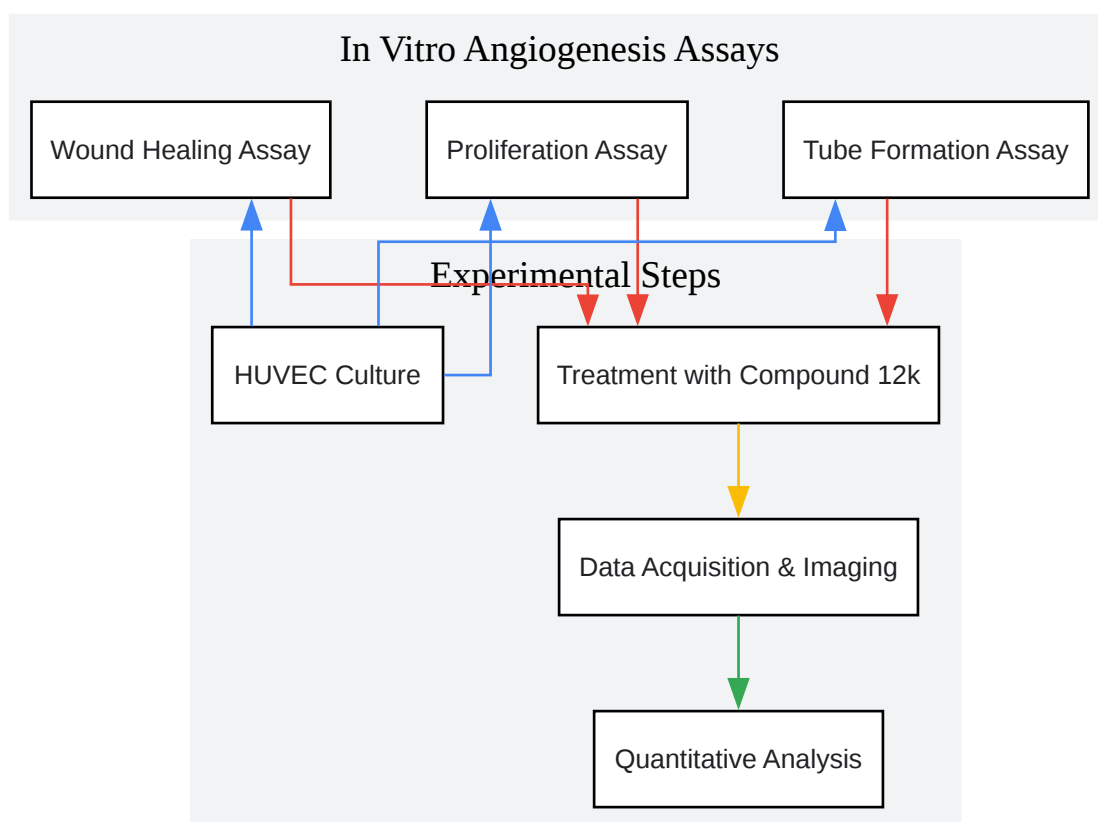 In Vitro Angiogenesis Assays
Wound Healing Assay
Proliferation Assay
Tube Formation Assay
Experimental Steps
HUVEC Culture
Treatment with Compound 12k
Data Acquisition & Imaging
Quantitative Analysis